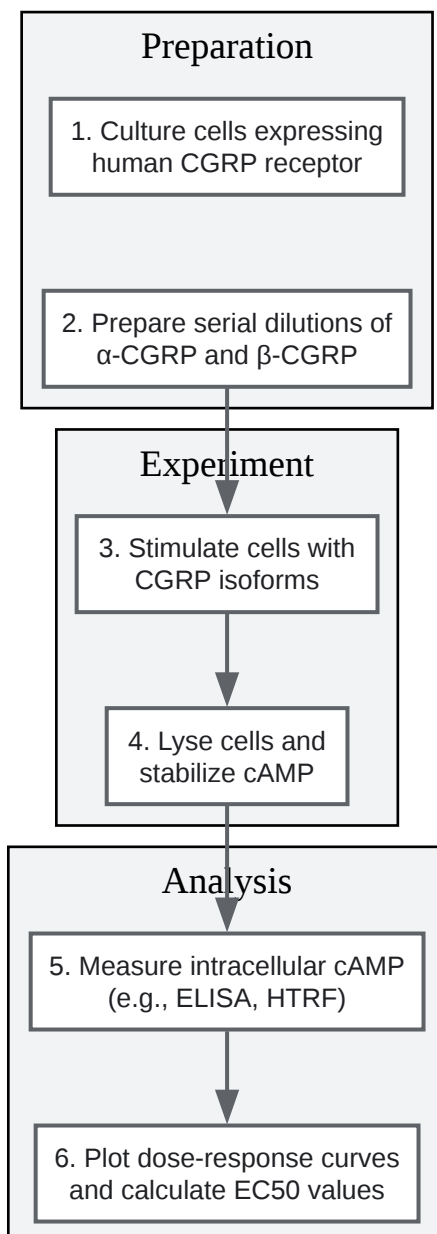 Preparation
1. Culture cells expressing
human CGRP receptor
2. Prepare serial dilutions of
α-CGRP and β-CGRP
Experiment
3. Stimulate cells with
CGRP isoforms
4. Lyse cells and
stabilize cAMP
Analysis
5. Measure intracellular cAMP
(e.g., ELISA, HTRF)
6. Plot dose-response curves
and calculate EC50 values